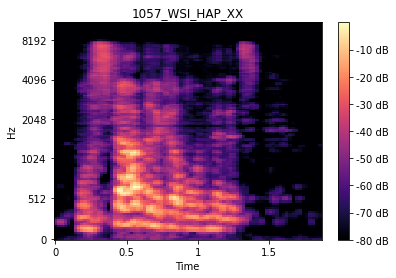 1057_WSI_HAP_XX
8192
4096
2048
1024
512
0
Hz
0
0.5
1
1.5
Time
-10 dB
-20 dB
-30 dB
-40 dB
-50 dB
-60 dB
-70 dB
-80 dB